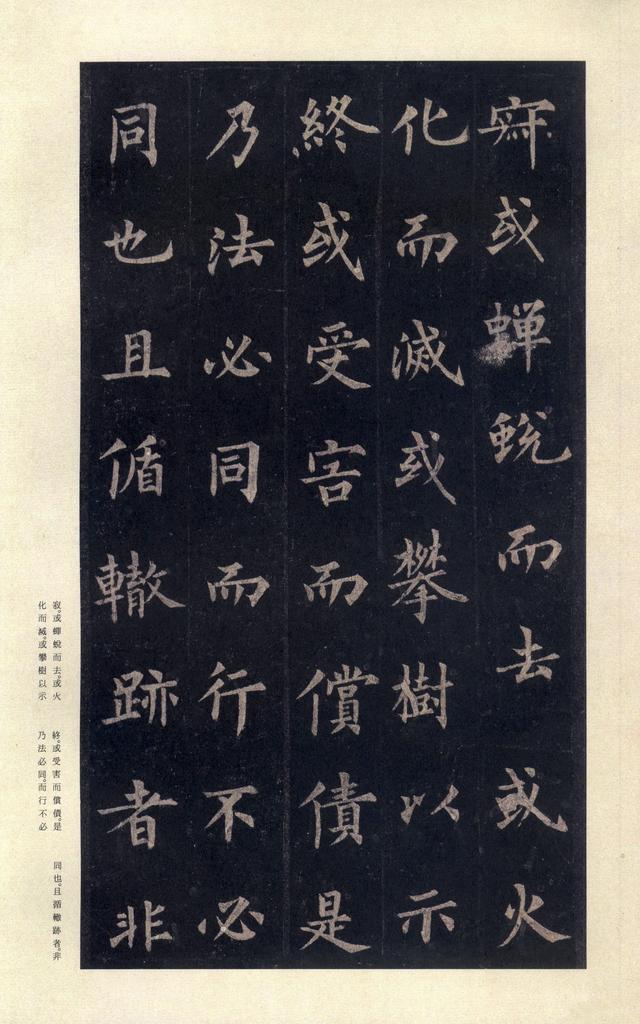 寂或蟬蛻而去或火
化而滅或攀樹以示
終或受害而償債是
乃法必同而行不必
同也且循轍跡者非
寂。或蟬蛻而去。或火
化而滅。或攀樹以示
終。或受害而償債。是
乃法必同。而行不必
同也。且循轍跡者。非